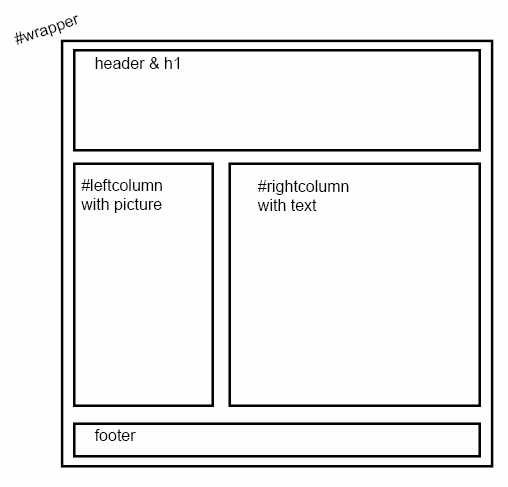 #wrapper
header & h1
#leftcolumn
with picture
#rightcolumn
with text
footer